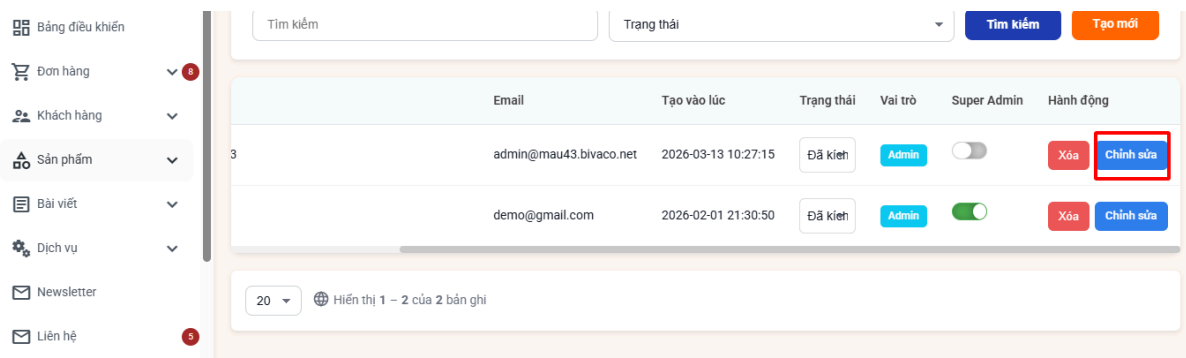 Bảng điều khiển
Đơn hàng 8
Khách hàng
Sản phẩm
Bài viết
Dịch vụ
Newsletter
Liên hệ 5
Tìm kiếm Trạng thái Tìm kiếm Tạo mới
Email Tạo vào lúc Trạng thái Vai trò Super Admin Hành động
3 admin@mau43.bivaco.net 2026-03-13 10:27:15 Đã kích Admin Xóa Chỉnh sửa
demo@gmail.com 2026-02-01 21:30:50 Đã kích Admin Xóa Chỉnh sửa
20 Hiển thị 1 – 2 của 2 bản ghi